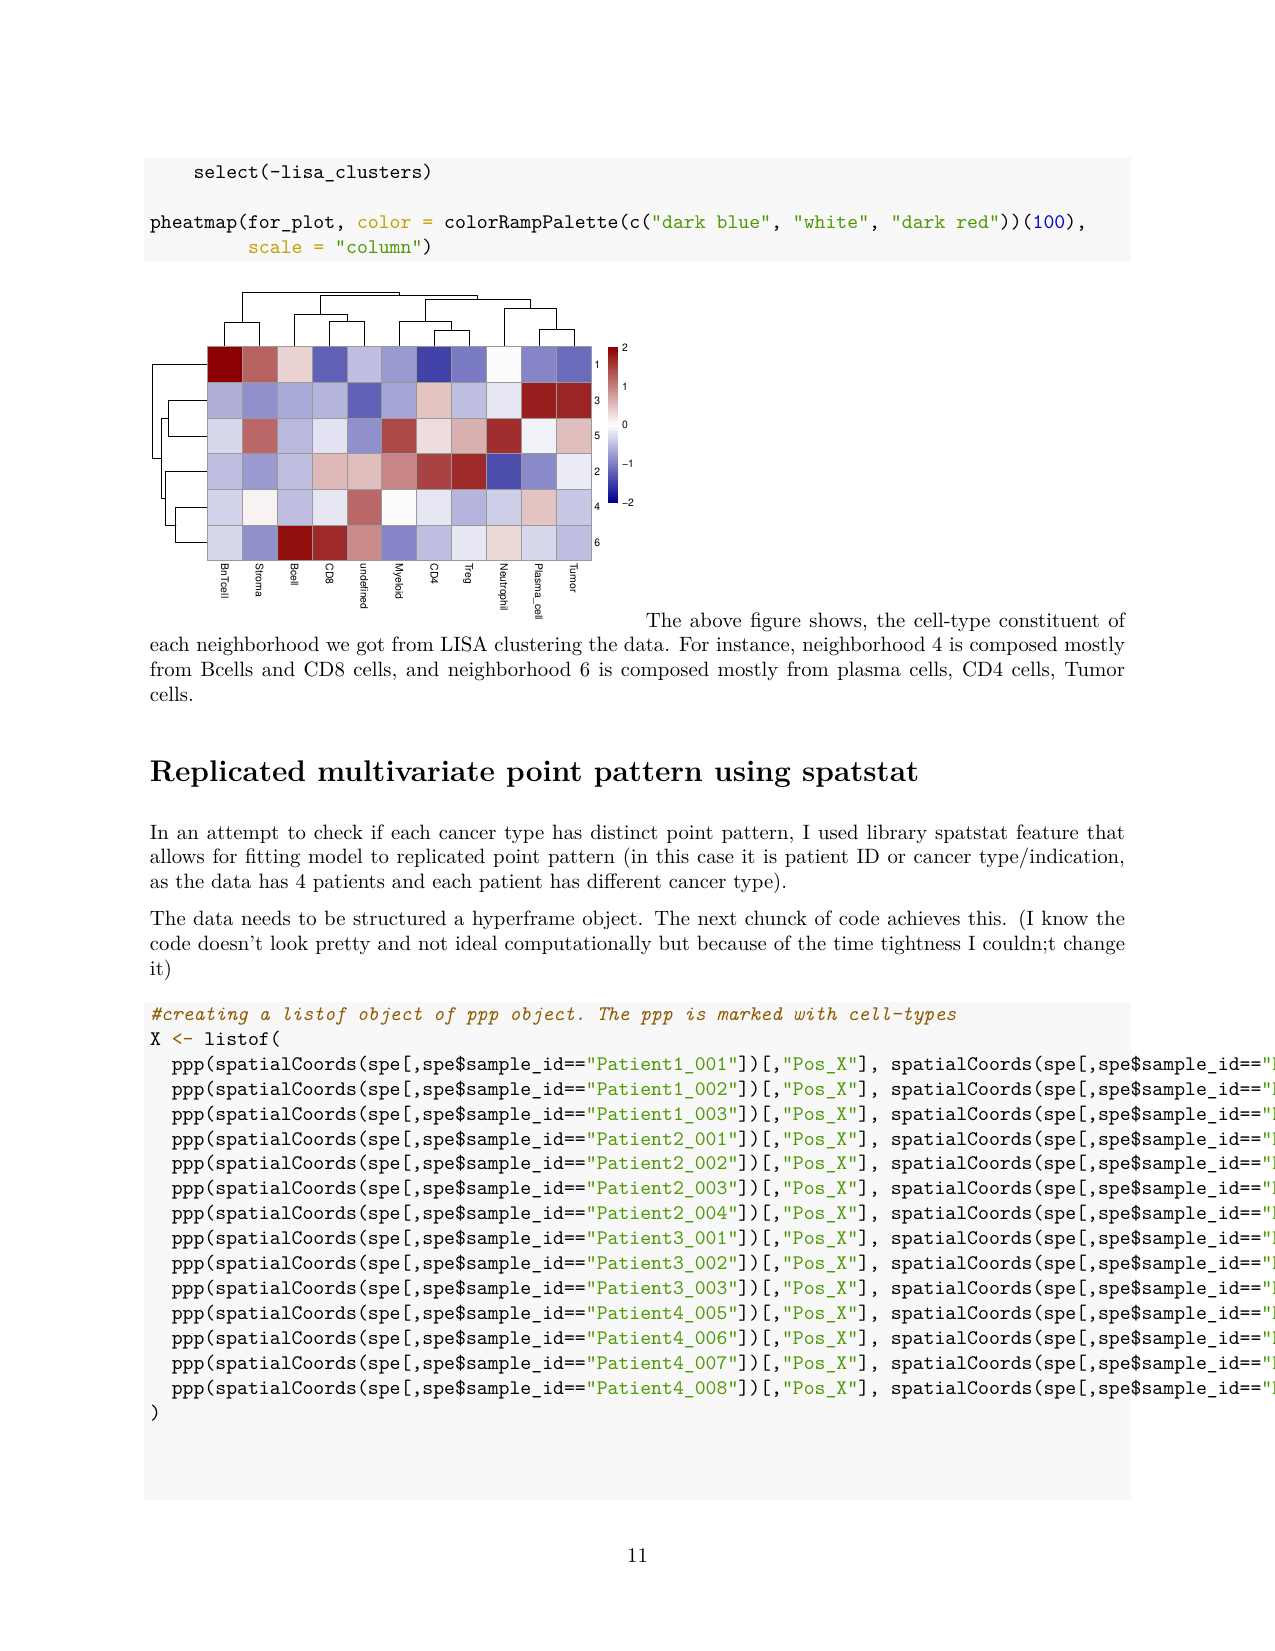 select(-lisa_clusters)
pheatmap(for_plot, color = colorRampPalette(c("dark blue", "white", "dark red"))(100),
scale = "column")
2
1
0
−1
−2
1
3
5
2
4
6
BnTcell
Stroma
Bcell
CD8
undefined
Myeloid
CD4
Treg
Neutrophil
Plasma_cell
Tumor
The above figure shows, the cell-type constituent of
each neighborhood we got from LISA clustering the data. For instance, neighborhood 4 is composed mostly
from Bcells and CD8 cells, and neighborhood 6 is composed mostly from plasma cells, CD4 cells, Tumor
cells.
Replicated multivariate point pattern using spatstat
In an attempt to check if each cancer type has distinct point pattern, I used library spatstat feature that
allows for fitting model to replicated point pattern (in this case it is patient ID or cancer type/indication,
as the data has 4 patients and each patient has different cancer type).
The data needs to be structured a hyperframe object. The next chunck of code achieves this. (I know the
code doesn't look pretty and not ideal computationally but because of the time tightness I couldn;t change
it)
#creating a listof object of ppp object. The ppp is marked with cell-types
X <- listof(
ppp(spatialCoords(spe[,spe$sample_id=="Patient1_001"])[,"Pos_X"], spatialCoords(spe[,spe$sample_id=="
ppp(spatialCoords(spe[,spe$sample_id=="Patient1_002"])[,"Pos_X"], spatialCoords(spe[,spe$sample_id=="
ppp(spatialCoords(spe[,spe$sample_id=="Patient1_003"])[,"Pos_X"], spatialCoords(spe[,spe$sample_id=="
ppp(spatialCoords(spe[,spe$sample_id=="Patient2_001"])[,"Pos_X"], spatialCoords(spe[,spe$sample_id=="
ppp(spatialCoords(spe[,spe$sample_id=="Patient2_002"])[,"Pos_X"], spatialCoords(spe[,spe$sample_id=="
ppp(spatialCoords(spe[,spe$sample_id=="Patient2_003"])[,"Pos_X"], spatialCoords(spe[,spe$sample_id=="
ppp(spatialCoords(spe[,spe$sample_id=="Patient2_004"])[,"Pos_X"], spatialCoords(spe[,spe$sample_id=="
ppp(spatialCoords(spe[,spe$sample_id=="Patient3_001"])[,"Pos_X"], spatialCoords(spe[,spe$sample_id=="
ppp(spatialCoords(spe[,spe$sample_id=="Patient3_002"])[,"Pos_X"], spatialCoords(spe[,spe$sample_id=="
ppp(spatialCoords(spe[,spe$sample_id=="Patient3_003"])[,"Pos_X"], spatialCoords(spe[,spe$sample_id=="
ppp(spatialCoords(spe[,spe$sample_id=="Patient4_005"])[,"Pos_X"], spatialCoords(spe[,spe$sample_id=="
ppp(spatialCoords(spe[,spe$sample_id=="Patient4_006"])[,"Pos_X"], spatialCoords(spe[,spe$sample_id=="
ppp(spatialCoords(spe[,spe$sample_id=="Patient4_007"])[,"Pos_X"], spatialCoords(spe[,spe$sample_id=="
ppp(spatialCoords(spe[,spe$sample_id=="Patient4_008"])[,"Pos_X"], spatialCoords(spe[,spe$sample_id=="
)
11